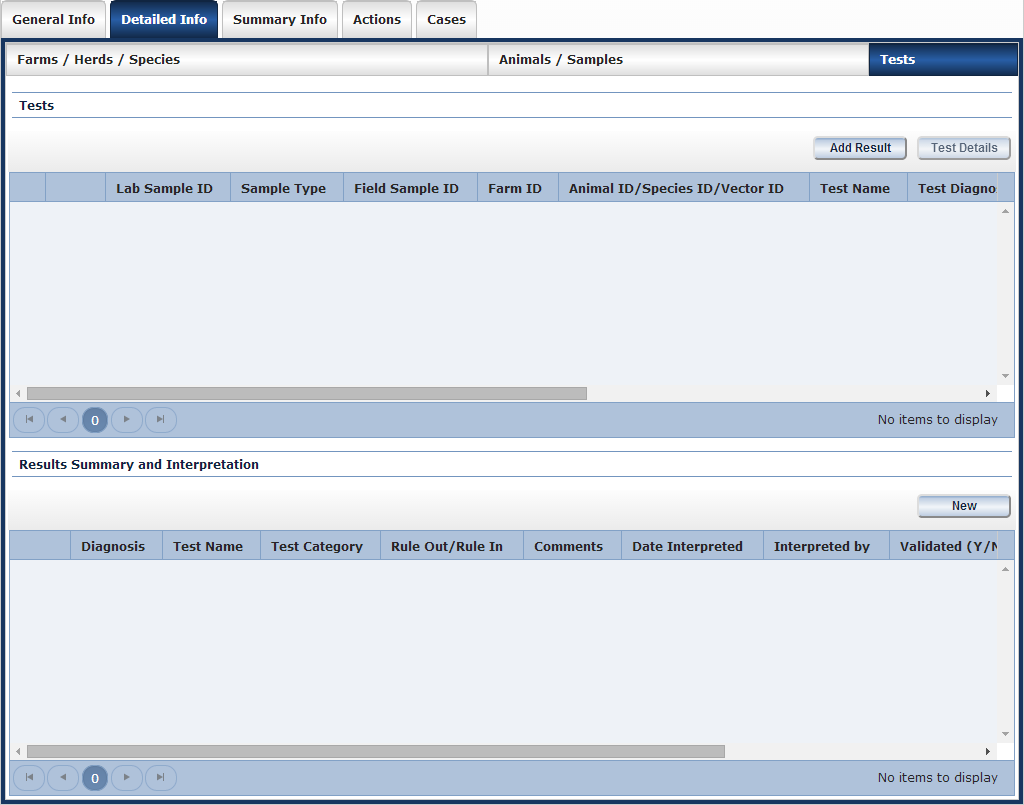 General Info Detailed Info Summary Info Actions Cases
Farms / Herds / Species Animals / Samples Tests
Tests
Add Result Test Details
Lab Sample ID Sample Type Field Sample ID Farm ID Animal ID/Species ID/Vector ID Test Name Test Diagno
0 No items to display
Results Summary and Interpretation
New
Diagnosis Test Name Test Category Rule Out/Rule In Comments Date Interpreted Interpreted by Validated (Y/N
0 No items to display